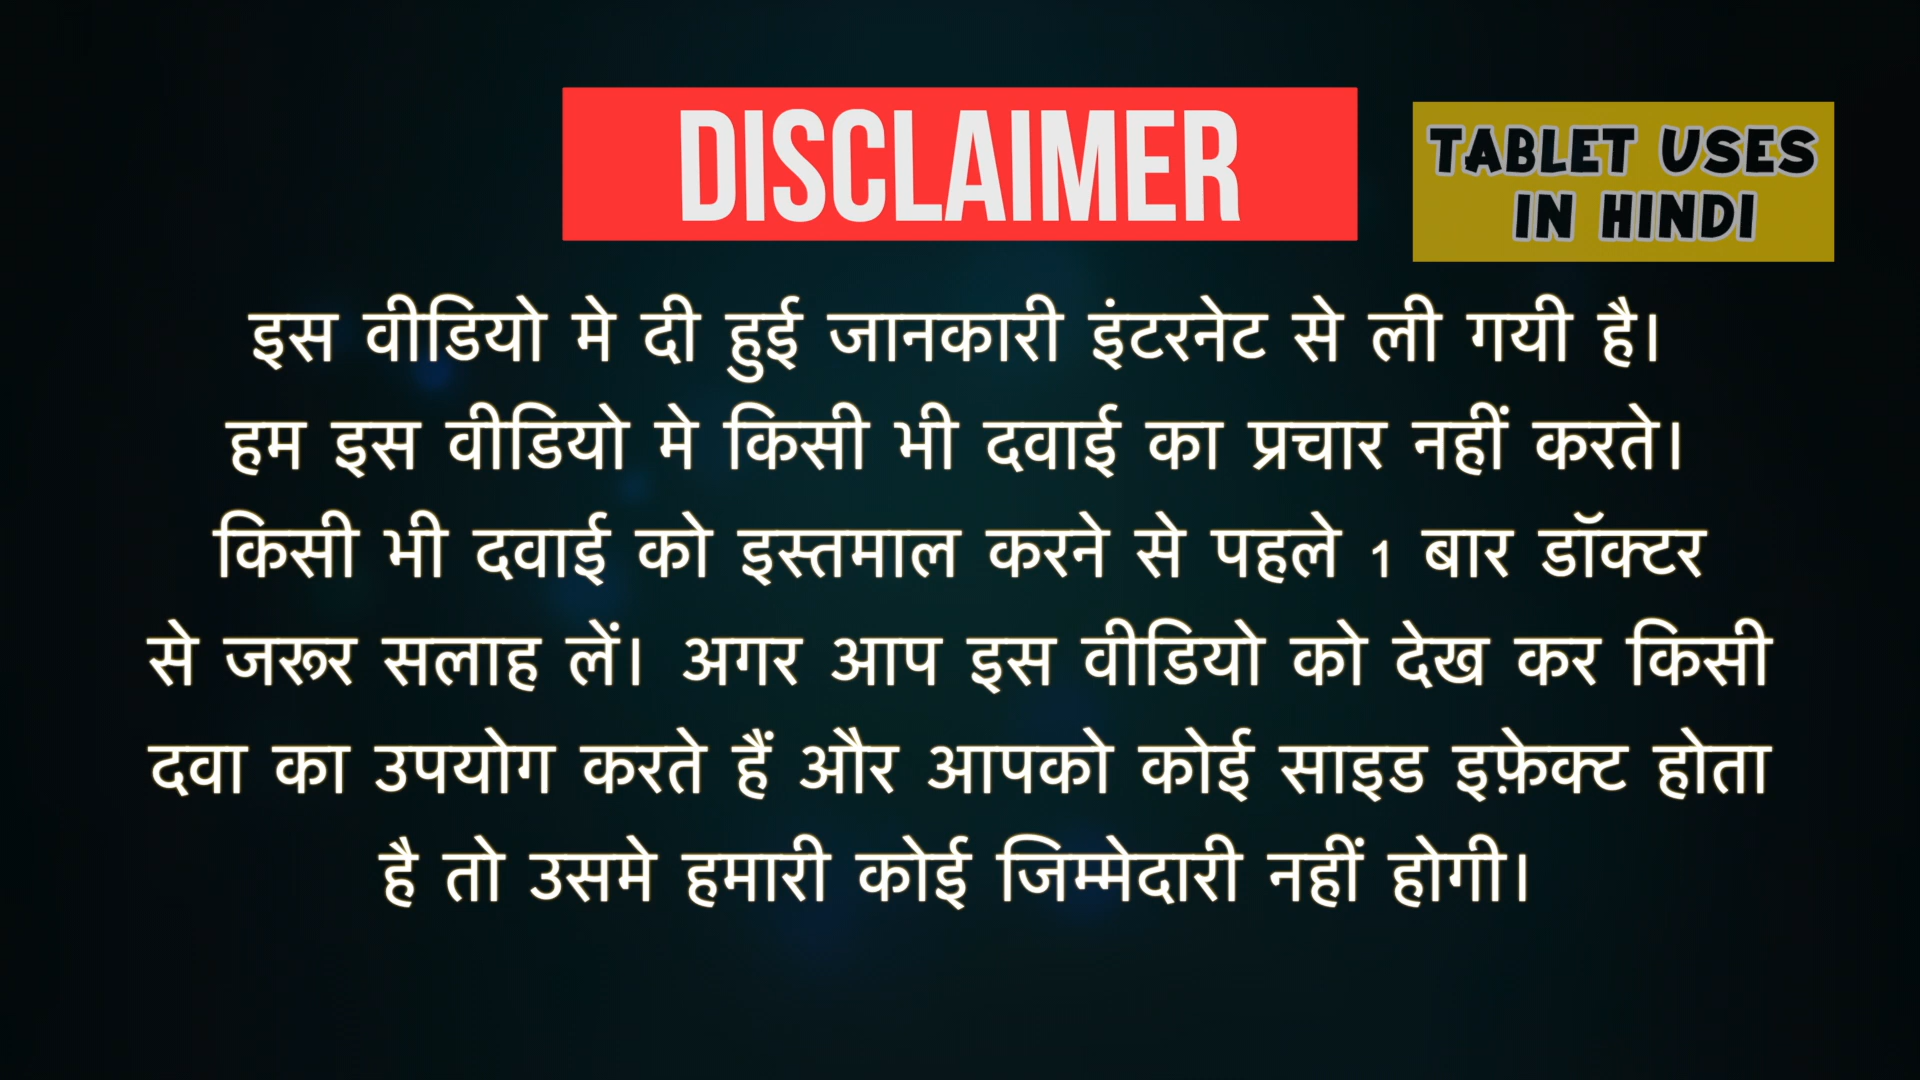 DISCLAIMER
TABLET USES
IN HINDI
इस वीडियो मे दी हुई जानकारी इंटरनेट से ली गयी है।
हम इस वीडियो मे किसी भी दवाई का प्रचार नहीं करते।
किसी भी दवाई को इस्तमाल करने से पहले 1 बार डॉक्टर
से जरूर सलाह लें। अगर आप इस वीडियो को देख कर किसी
दवा का उपयोग करते हैं और आपको कोई साइड इफ़ेक्ट होता
है तो उसमे हमारी कोई जिम्मेदारी नहीं होगी।